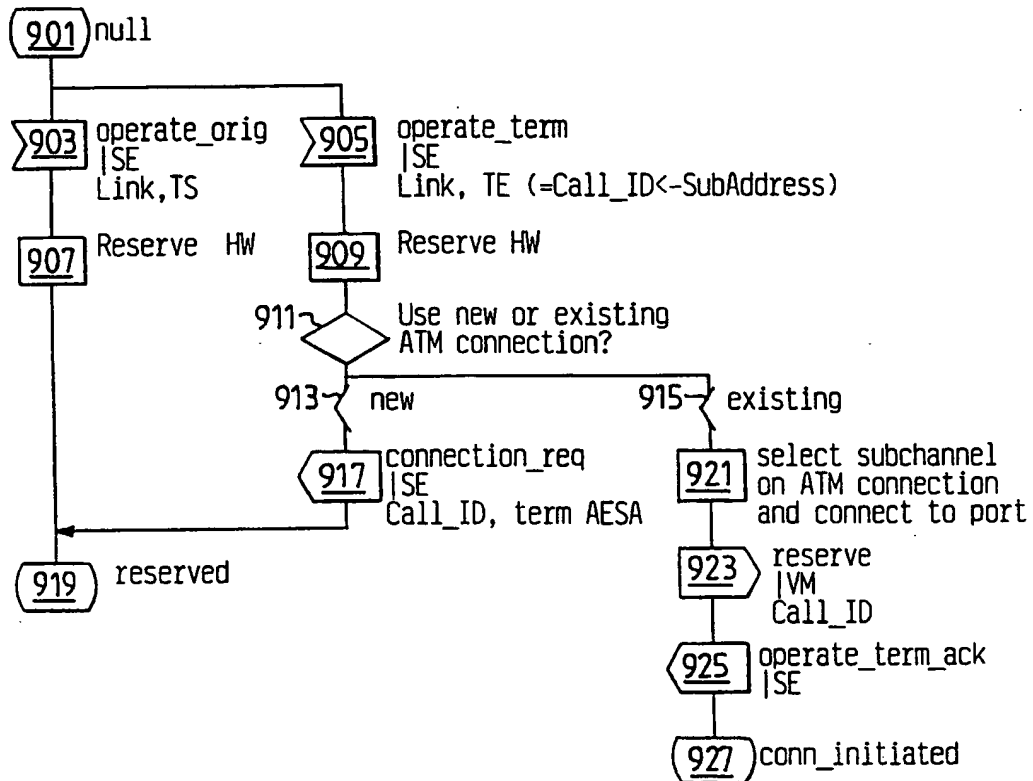 901 null
903 operate_orig
|SE
Link,TS
905 operate_term
|SE
Link, TE (=Call_ID<-SubAddress)
907 Reserve HW
909 Reserve HW
911 Use new or existing
ATM connection?
913 new
915 existing
917 connection_req
|SE
Call_ID, term AESA
921 select subchannel
on ATM connection
and connect to port
919 reserved
923 reserve
|VM
Call_ID
925 operate_term_ack
|SE
927 conn_initiated